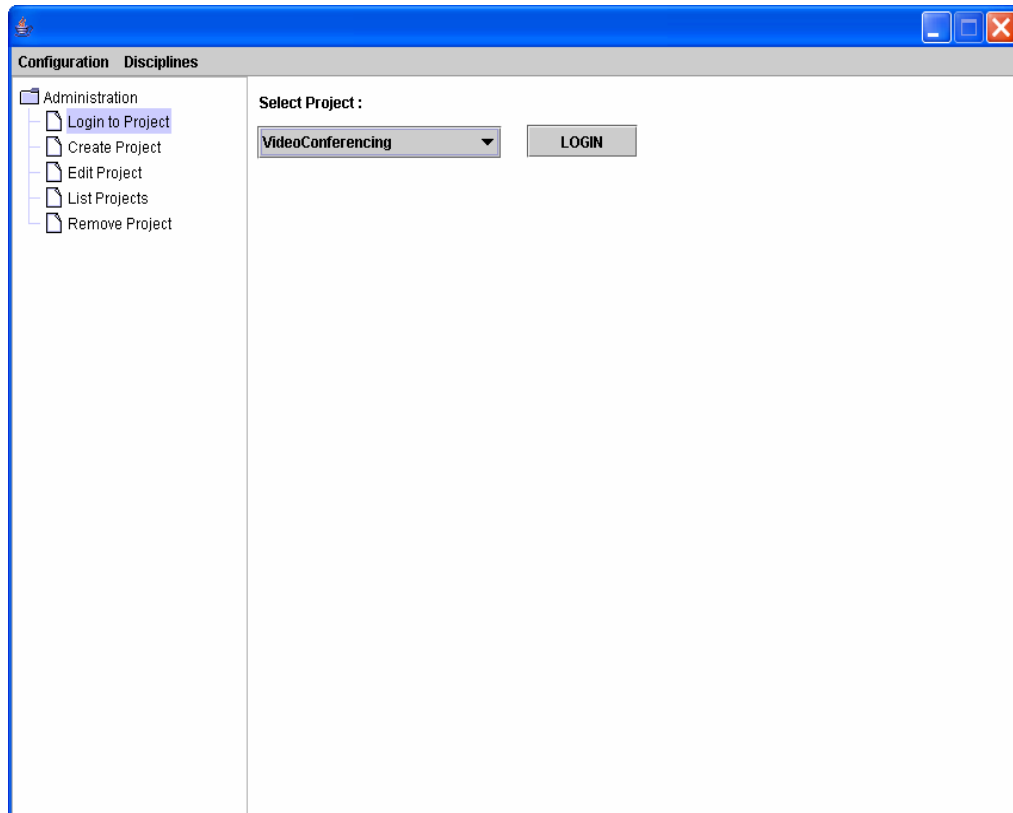 Configuration Disciplines
Administration
Login to Project
Create Project
Edit Project
List Projects
Remove Project
Select Project :
VideoConferencing LOGIN